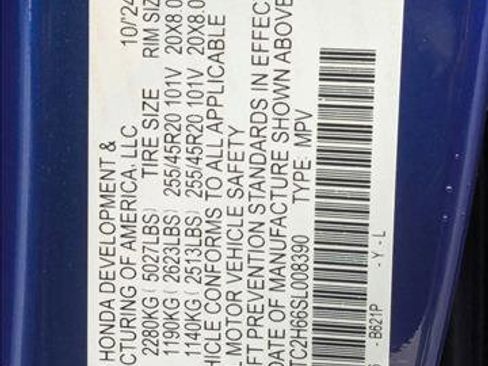 HONDA DEVELOPMENT & 10/'24
CTURING OF AMERICA, LLC
2280KG ( 5027LBS) TIRE SIZE RIM SIZ
1190KG ( 2623LBS) 255/45R20 101V 20X8.0
1140KG ( 2513LBS) 255/45R20 101V 20X8.0
HICLE CONFORMS TO ALL APPLICABLE
L MOTOR VEHICLE SAFETY
FT PREVENTION STANDARDS IN EFFEC
DATE OF MANUFACTURE SHOWN ABOVE
TC2H66SL008390 TYPE: MPV
- B621P - Y - L